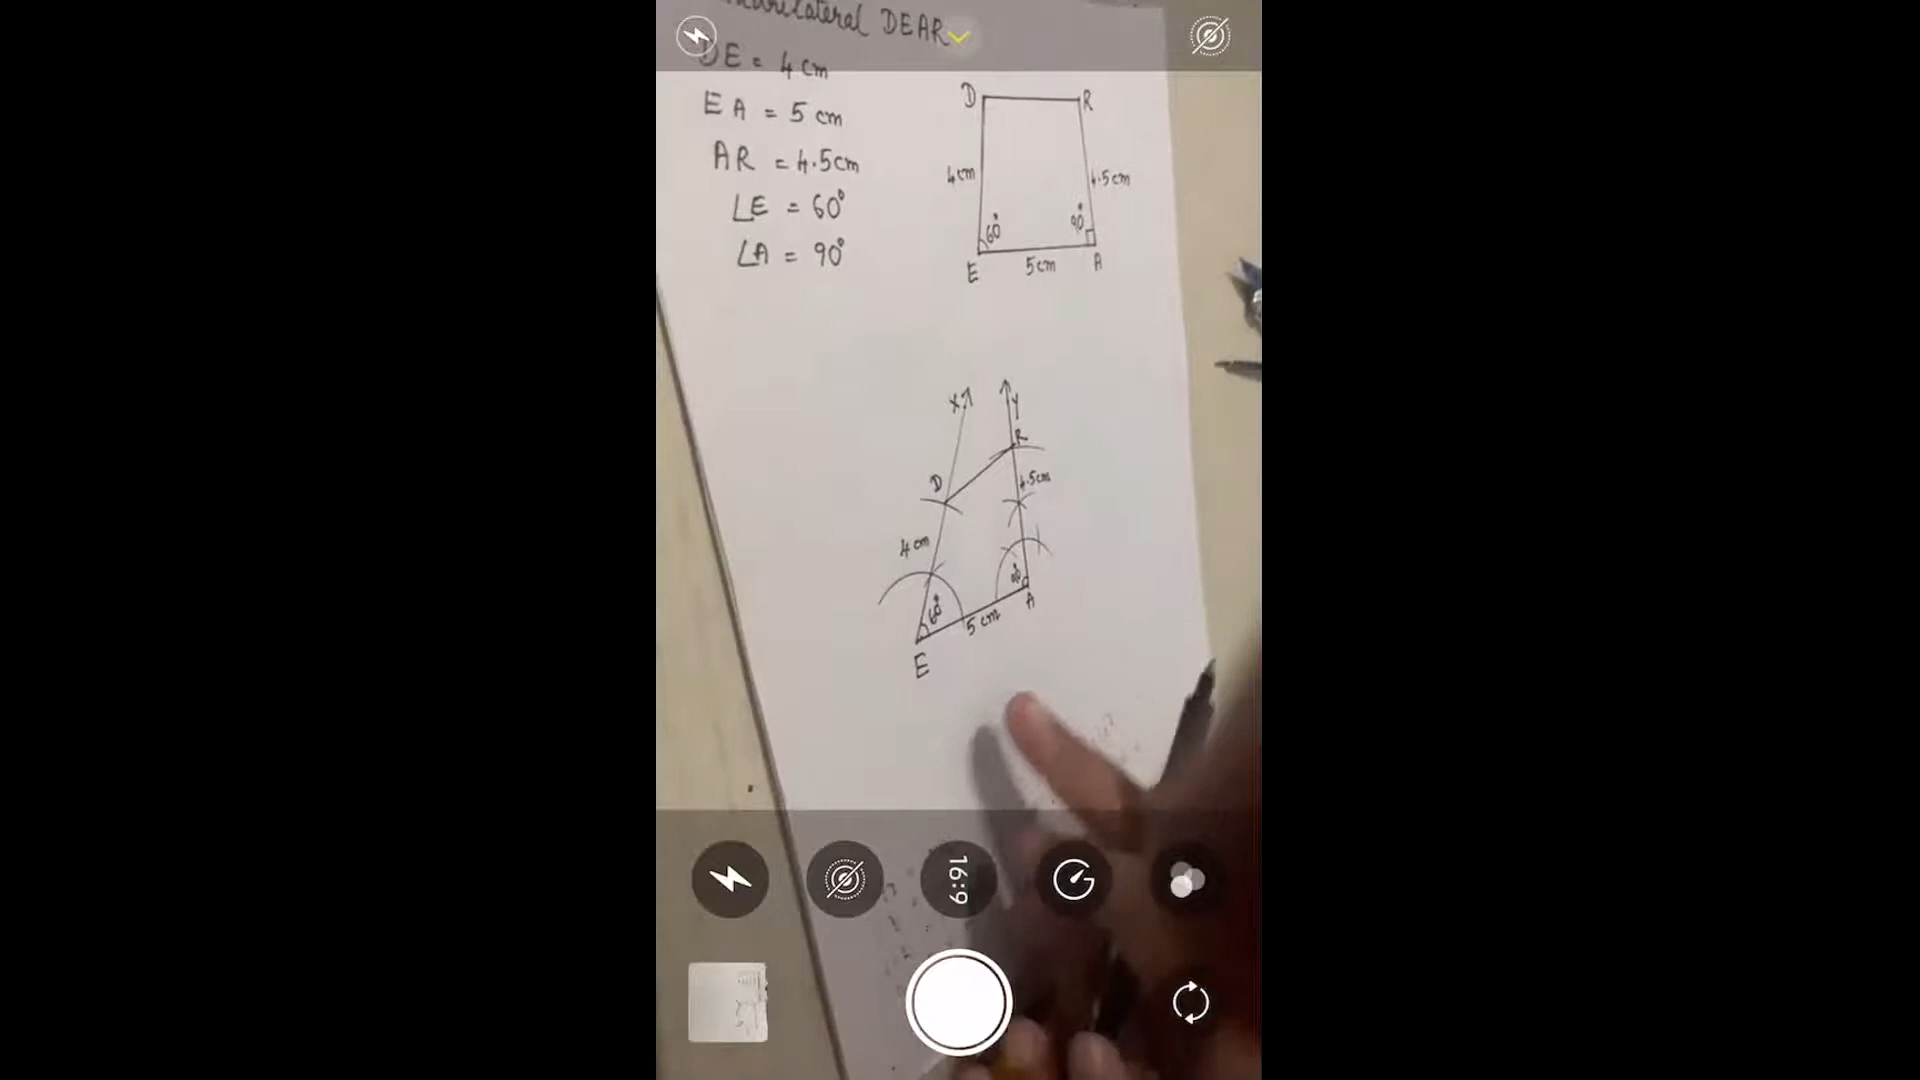 DEAR
DE = 4 cm
EA = 5 cm
AR = 4.5cm
∠E = 60°
∠A = 90°
D R
4cm 4.5cm
60° 90°
E 5cm A
X Y
R
D 4.5cm
4 cm
60° 90°
5 cm A
E
16:9